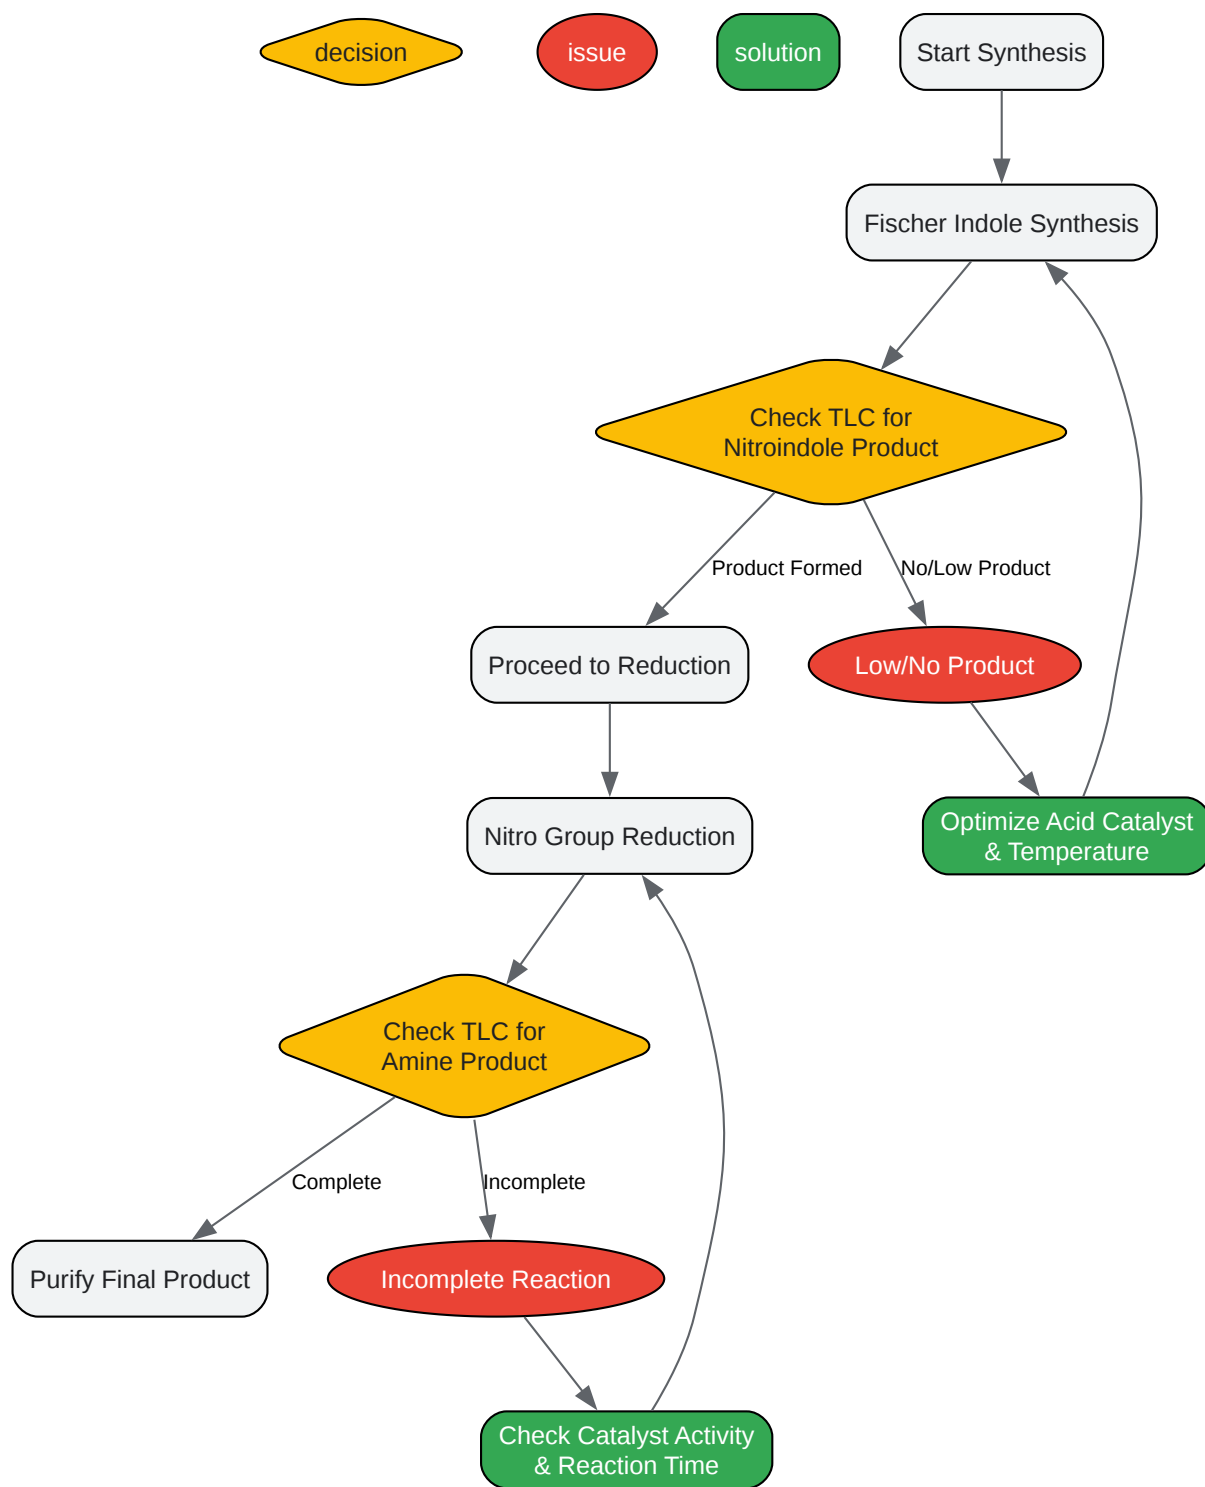 decision
issue
solution
Start Synthesis
Fischer Indole Synthesis
Check TLC for
Nitroindole Product
Product Formed
No/Low Product
Proceed to Reduction
Low/No Product
Nitro Group Reduction
Optimize Acid Catalyst
& Temperature
Check TLC for
Amine Product
Complete
Incomplete
Purify Final Product
Incomplete Reaction
Check Catalyst Activity
& Reaction Time